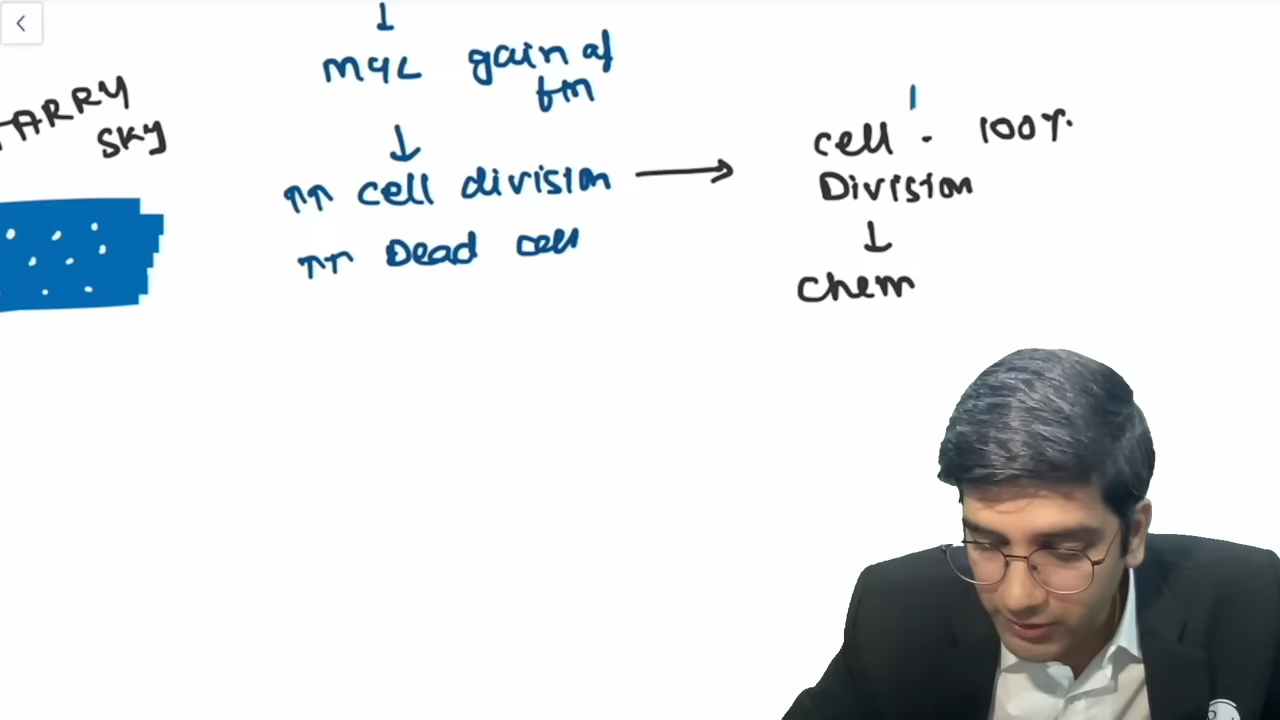 STARRY
SKY
MYC gain of
fn
↑↑ cell division
↑↑ Dead cell
cell - 100%
Division
Chem